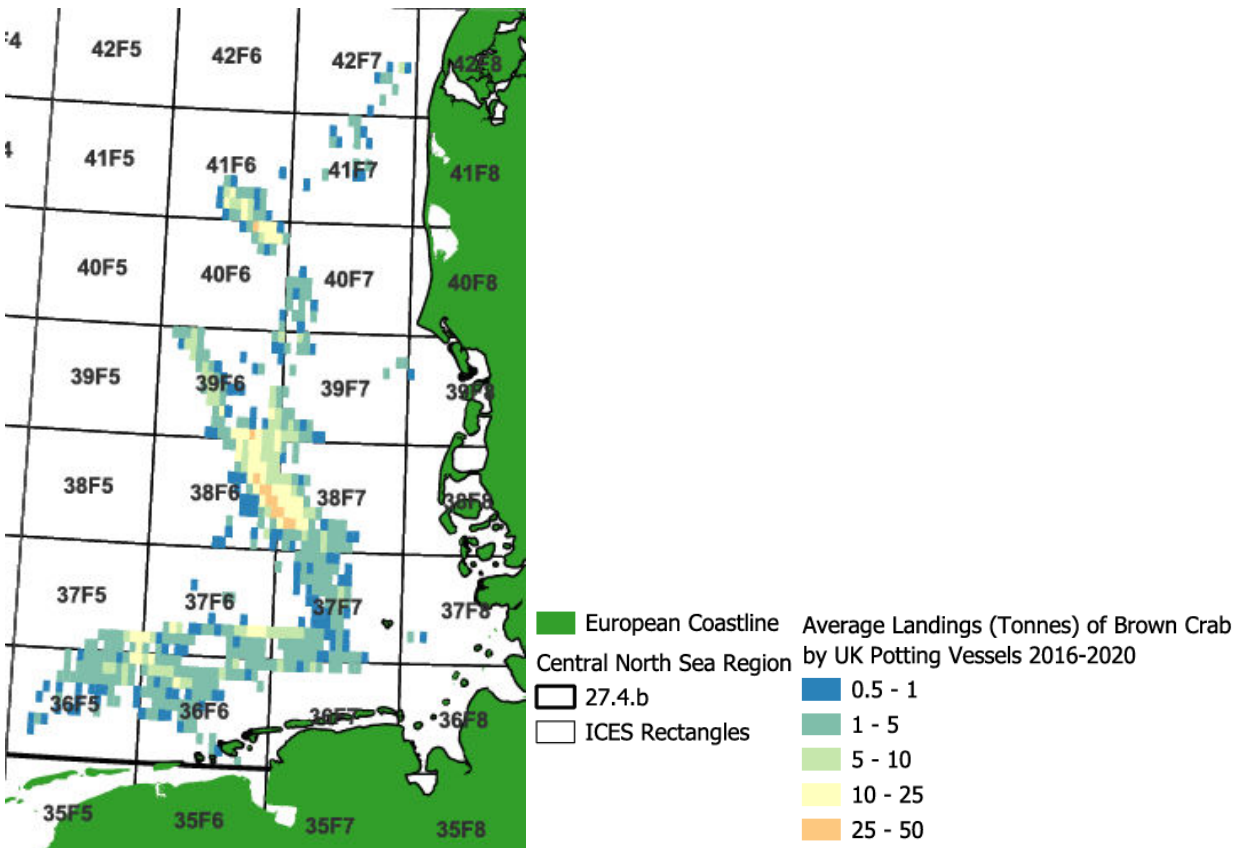 42F5
42F6
42F7
42F8
41F5
41F6
41F7
41F8
40F5
40F6
40F7
40F8
39F5
39F6
39F7
39F8
38F5
38F6
38F7
38F8
37F5
37F6
37F7
37F8
36F5
36F6
36F7
36F8
35F5
35F6
35F7
35F8
European Coastline
Central North Sea Region
27.4.b
ICES Rectangles
Average Landings (Tonnes) of Brown Crab
by UK Potting Vessels 2016-2020
0.5 - 1
1 - 5
5 - 10
10 - 25
25 - 50